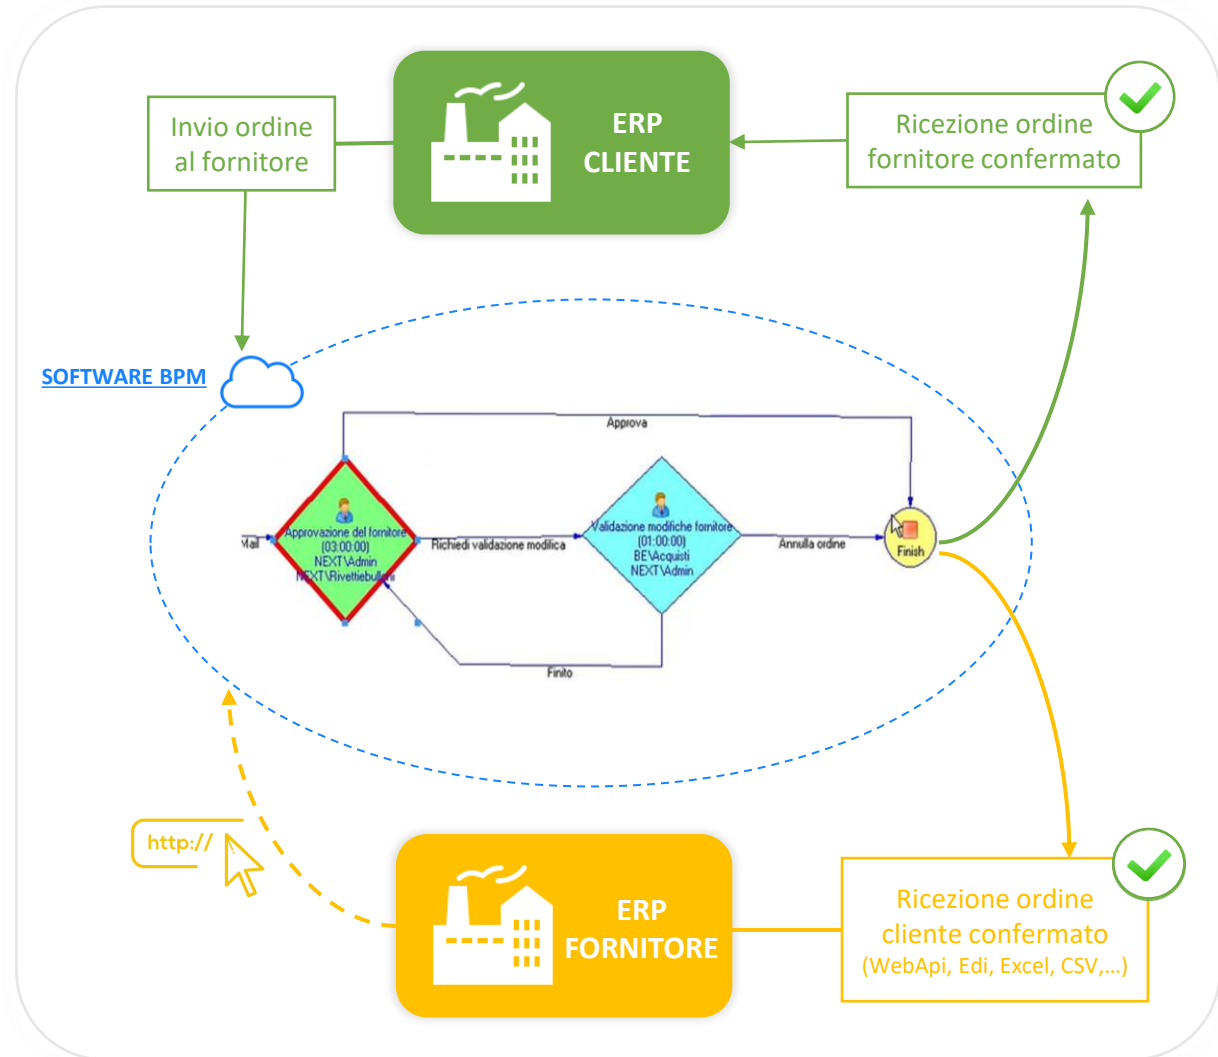 Invio ordine
al fornitore
ERP
CLIENTE
Ricezione ordine
fornitore confermato
SOFTWARE BPM
Approva
Mail
Approvazione del fornitore
(03:00:00)
NEXT\Admin
NEXT\Rivettiebulloni
Richiedi validazione modifica
Validazione modifiche fornitore
(01:00:00)
BE\Acquisti
NEXT\Admin
Annulla ordine
Finish
Finito
http://
ERP
FORNITORE
Ricezione ordine
cliente confermato
(WebApi, Edi, Excel, CSV,...)